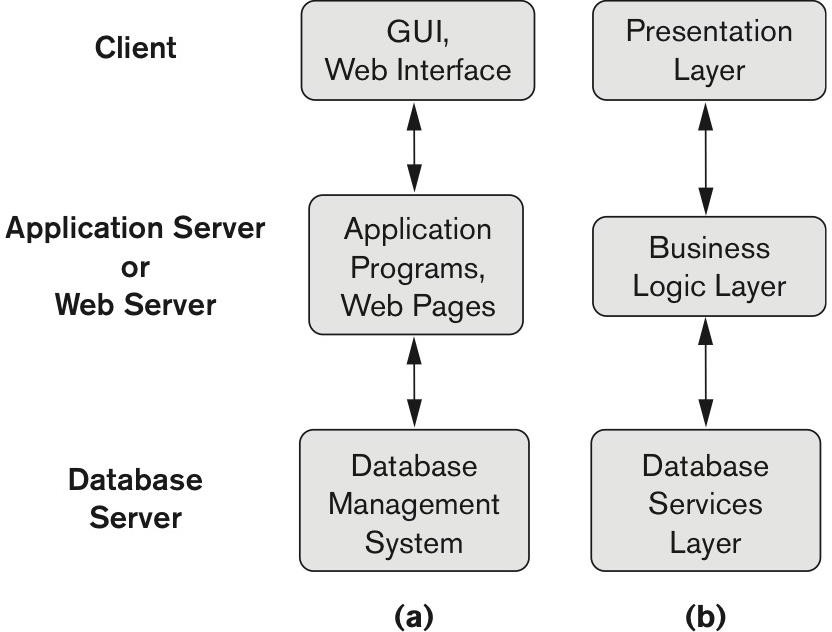 Client
GUI,
Web Interface
Presentation
Layer
Application Server
or
Web Server
Application
Programs,
Web Pages
Business
Logic Layer
Database
Server
Database
Management
System
Database
Services
Layer
(a)
(b)